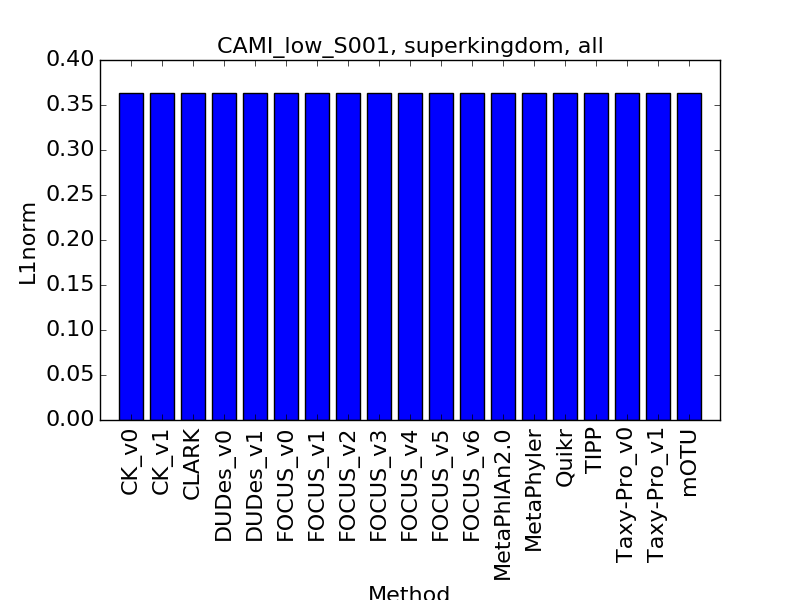 CAMI_low_S001, superkingdom, all
0.40
0.35
0.30
0.25
0.20
0.15
0.10
0.05
0.00
L1norm
CK_v0
CK_v1
CLARK
DUDes_v0
DUDes_v1
FOCUS_v0
FOCUS_v1
FOCUS_v2
FOCUS_v3
FOCUS_v4
FOCUS_v5
FOCUS_v6
MetaPhlAn2.0
MetaPhyler
Quikr
TIPP
Taxy-Pro_v0
Taxy-Pro_v1
mOTU
Method